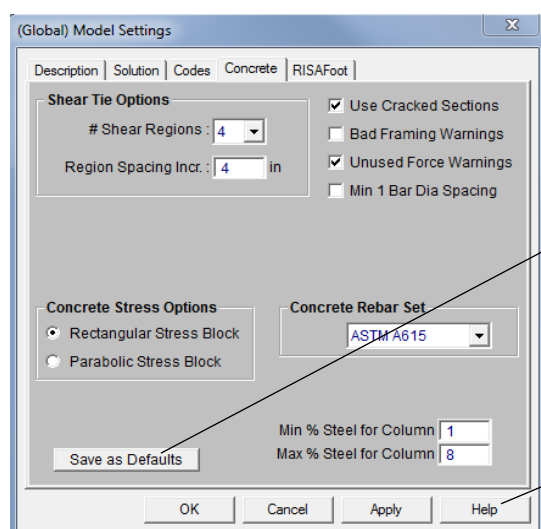 (Global) Model Settings
Description Solution Codes Concrete RISAFoot
Shear Tie Options
# Shear Regions : 4
Region Spacing Incr. : 4 in
Use Cracked Sections
Bad Framing Warnings
Unused Force Warnings
Min 1 Bar Dia Spacing
Concrete Stress Options
Rectangular Stress Block
Parabolic Stress Block
Concrete Rebar Set
ASTM A615
Min % Steel for Column 1
Max % Steel for Column 8
Save as Defaults
OK Cancel Apply Help